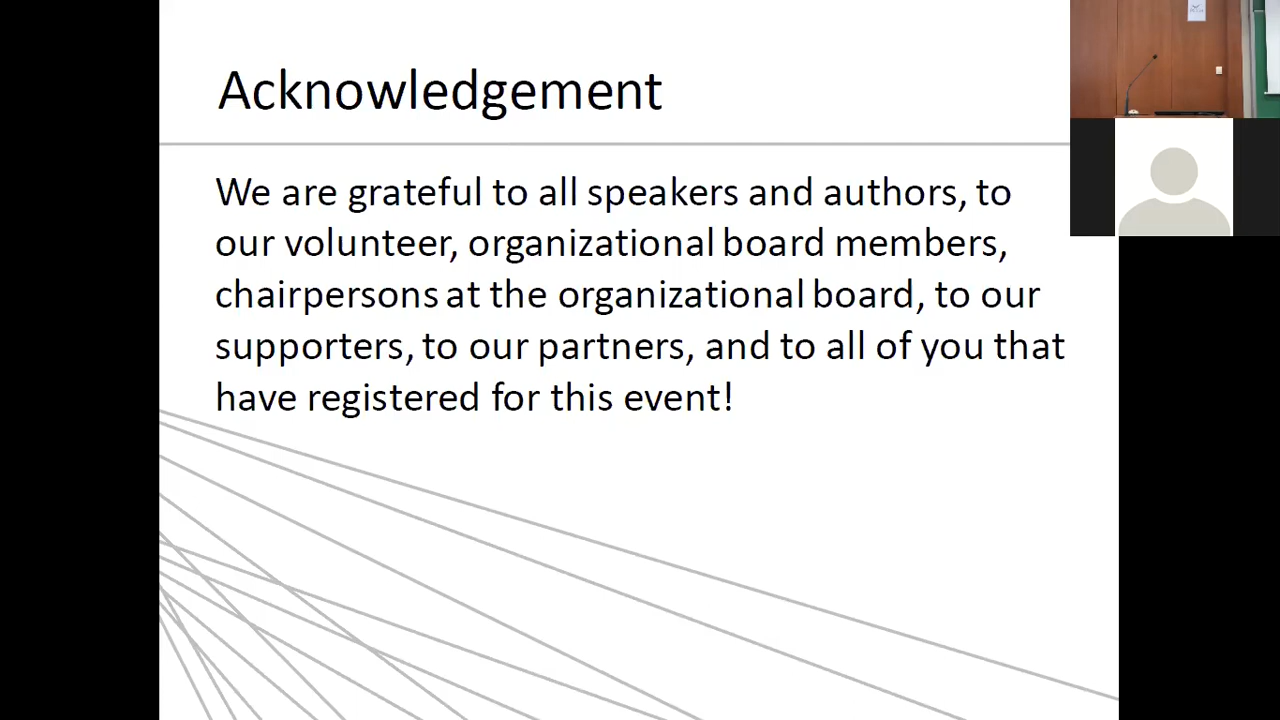 Acknowledgement
We are grateful to all speakers and authors, to
our volunteer, organizational board members,
chairpersons at the organizational board, to our
supporters, to our partners, and to all of you that
have registered for this event!